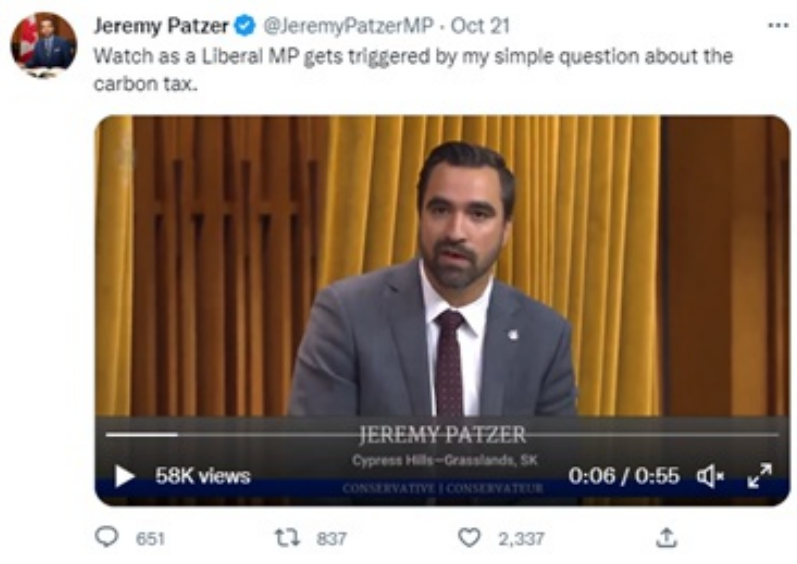 Jeremy Patzer @JeremyPatzerMP · Oct 21
Watch as a Liberal MP gets triggered by my simple question about the
carbon tax.
JEREMY PATZER
Cypress Hills—Grasslands, SK
58K views
0:06 / 0:55
CONSERVATIVE | CONSERVATEUR
651
837
2,337